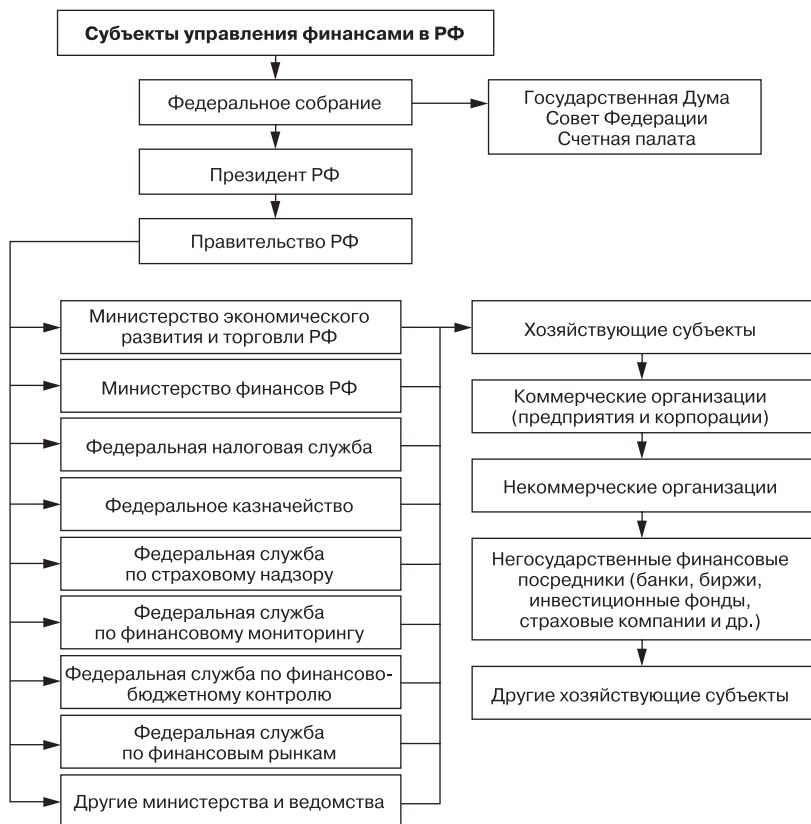 Субъекты управления финансами в РФ
Федеральное собрание
Государственная Дума
Совет Федерации
Счетная палата
Президент РФ
Правительство РФ
Министерство экономического
развития и торговли РФ
Министерство финансов РФ
Федеральная налоговая служба
Федеральное казначейство
Федеральная служба
по страховому надзору
Федеральная служба
по финансовому мониторингу
Федеральная служба по финансово-
бюджетному контролю
Федеральная служба
по финансовым рынкам
Другие министерства и ведомства
Хозяйствующие субъекты
Коммерческие организации
(предприятия и корпорации)
Некоммерческие организации
Негосударственные финансовые
посредники (банки, биржи,
инвестиционные фонды,
страховые компании и др.)
Другие хозяйствующие субъекты